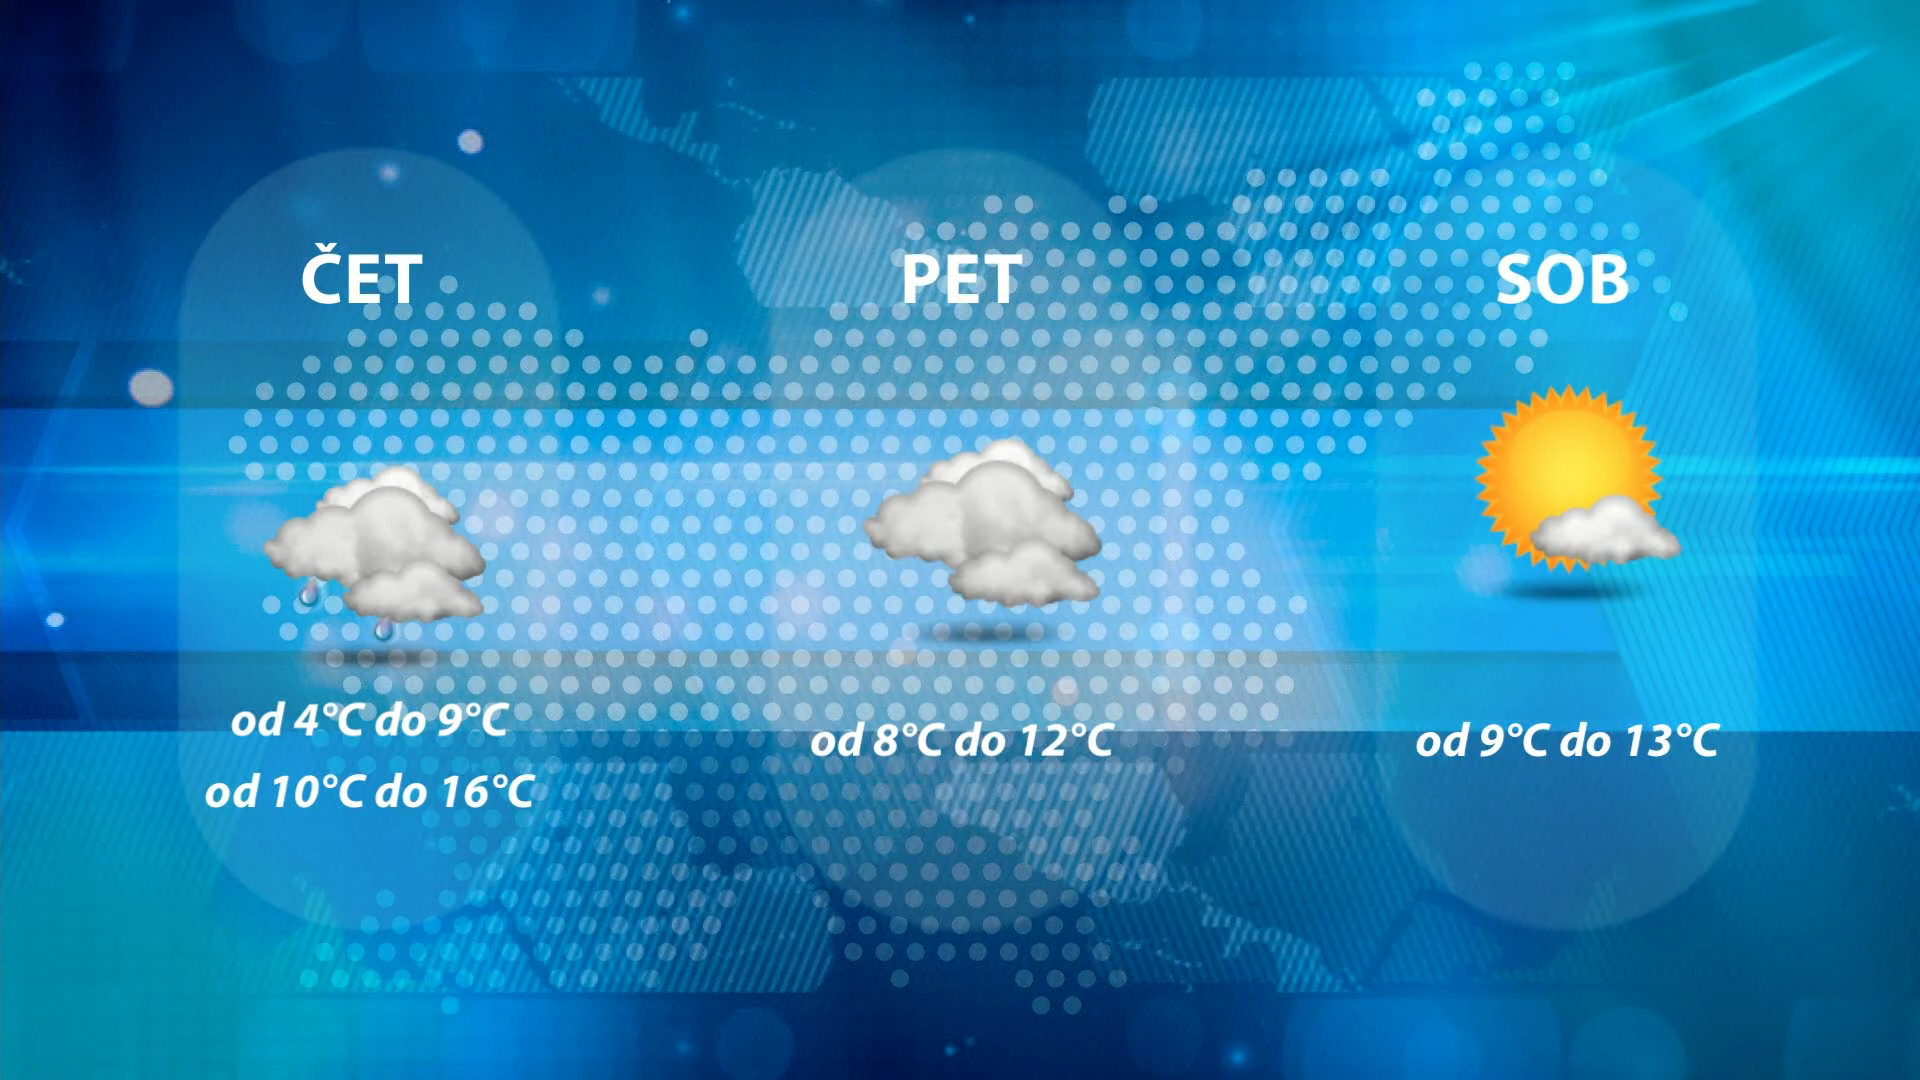 ČET
od 4°C do 9°C
od 10°C do 16°C
PET
od 8°C do 12°C
SOB
od 9°C do 13°C